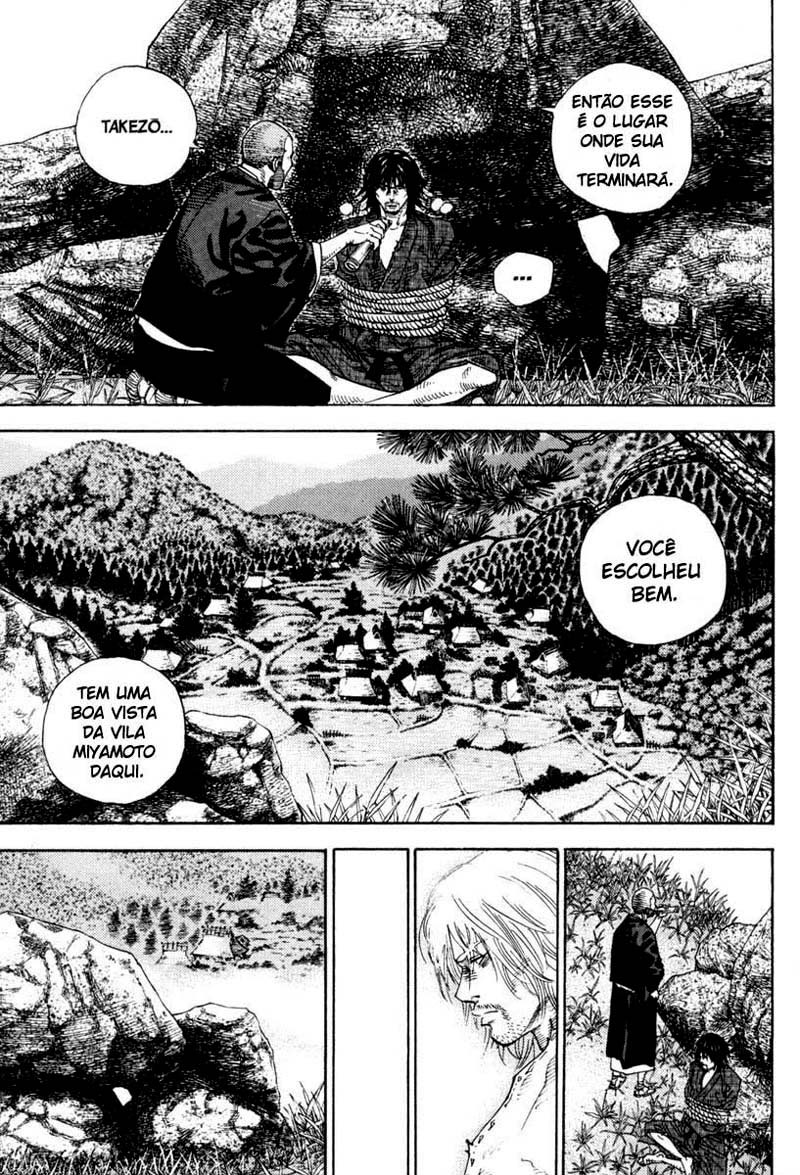 ENTÃO ESSE
É O LUGAR
ONDE SUA
VIDA
TERMINARÁ.
TAKEZŌ...
...
VOCÊ
ESCOLHEU
BEM.
TEM UMA
BOA VISTA
DA VILA
MIYAMOTO
DAQUI.